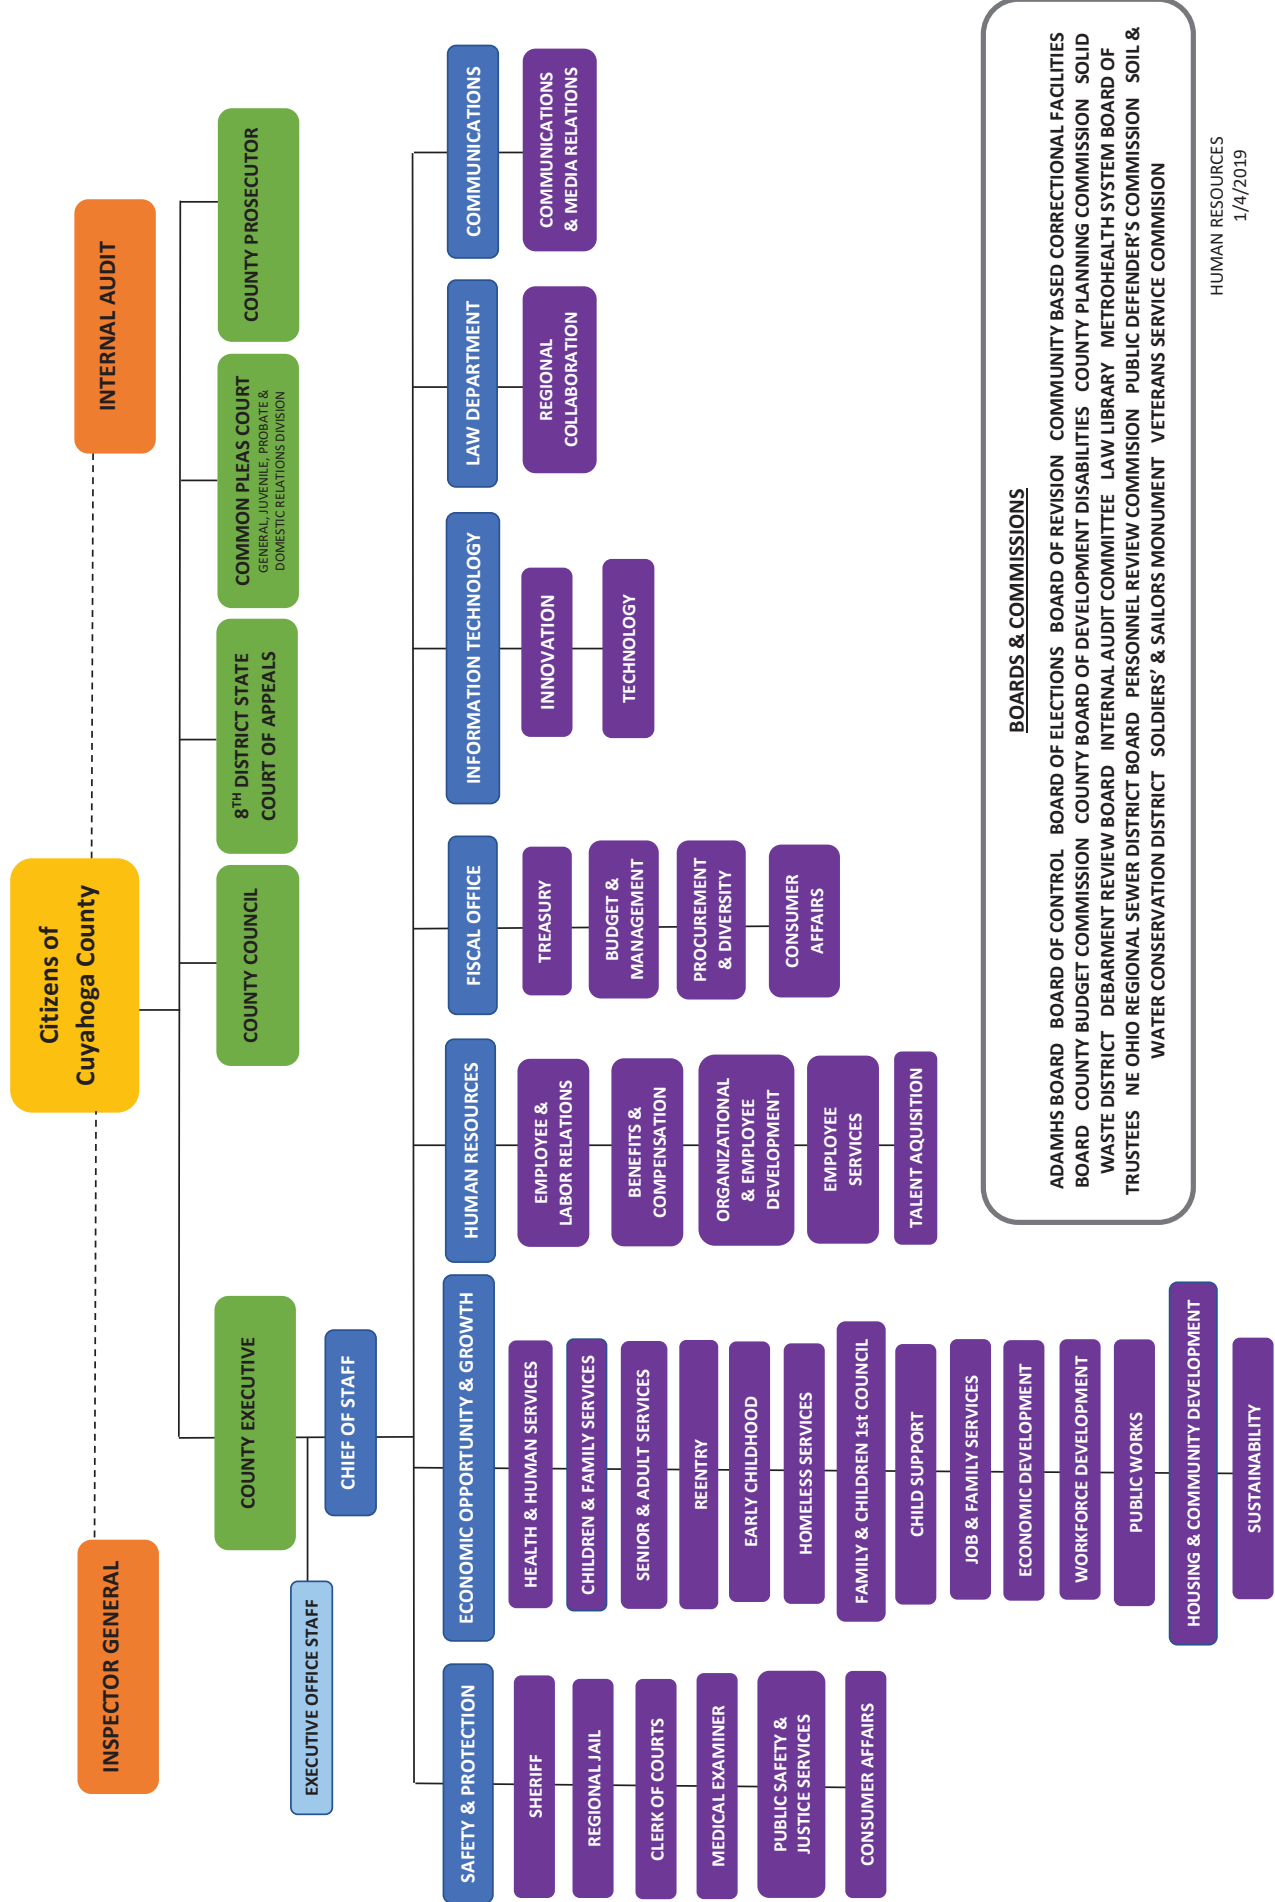 Citizens of
Cuyahoga County
INSPECTOR GENERAL
INTERNAL AUDIT
COUNTY EXECUTIVE
COUNTY COUNCIL
8TH DISTRICT STATE
COURT OF APPEALS
COMMON PLEAS COURT
GENERAL, JUVENILE, PROBATE &
DOMESTIC RELATIONS DIVISION
COUNTY PROSECUTOR
EXECUTIVE OFFICE STAFF
CHIEF OF STAFF
SAFETY & PROTECTION
SHERIFF
REGIONAL JAIL
CLERK OF COURTS
MEDICAL EXAMINER
PUBLIC SAFETY &
JUSTICE SERVICES
CONSUMER AFFAIRS
ECONOMIC OPPORTUNITY & GROWTH
HEALTH & HUMAN SERVICES
CHILDREN & FAMILY SERVICES
SENIOR & ADULT SERVICES
REENTRY
EARLY CHILDHOOD
HOMELESS SERVICES
FAMILY & CHILDREN 1st COUNCIL
CHILD SUPPORT
JOB & FAMILY SERVICES
ECONOMIC DEVELOPMENT
WORKFORCE DEVELOPMENT
PUBLIC WORKS
HOUSING & COMMUNITY DEVELOPMENT
SUSTAINABILITY
HUMAN RESOURCES
EMPLOYEE &
LABOR RELATIONS
BENEFITS &
COMPENSATION
ORGANIZATIONAL
& EMPLOYEE
DEVELOPMENT
EMPLOYEE
SERVICES
TALENT AQUISITION
FISCAL OFFICE
TREASURY
BUDGET &
MANAGEMENT
PROCUREMENT
& DIVERSITY
CONSUMER
AFFAIRS
INFORMATION TECHNOLOGY
INNOVATION
TECHNOLOGY
LAW DEPARTMENT
REGIONAL
COLLABORATION
COMMUNICATIONS
COMMUNICATIONS
& MEDIA RELATIONS
BOARDS & COMMISSIONS
ADAMHS BOARD BOARD OF CONTROL BOARD OF ELECTIONS BOARD OF REVISION COMMUNITY BASED CORRECTIONAL FACILITIES
BOARD COUNTY BUDGET COMMISSION COUNTY BOARD OF DEVELOPMENT DISABILITIES COUNTY PLANNING COMMISSION SOLID
WASTE DISTRICT DEBARMENT REVIEW BOARD INTERNAL AUDIT COMMITTEE LAW LIBRARY METROHEALTH SYSTEM BOARD OF
TRUSTEES NE OHIO REGIONAL SEWER DISTRICT BOARD PERSONNEL REVIEW COMMISION PUBLIC DEFENDER'S COMMISSION SOIL &
WATER CONSERVATION DISTRICT SOLDIERS' & SAILORS MONUMENT VETERANS SERVICE COMMISION
HUMAN RESOURCES
1/4/2019